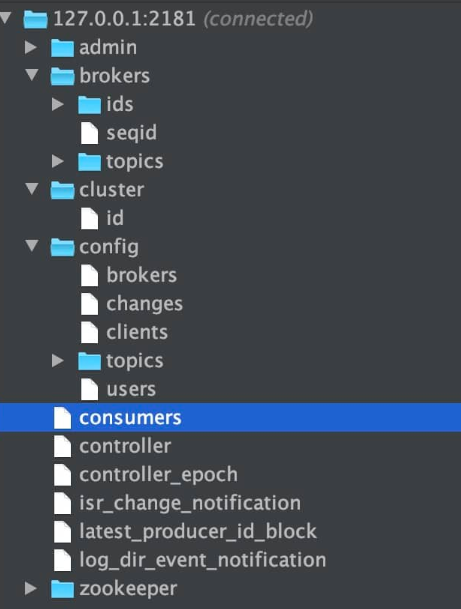 127.0.0.1:2181 (connected)
admin
brokers
ids
seqid
topics
cluster
id
config
brokers
changes
clients
topics
users
consumers
controller
controller_epoch
isr_change_notification
latest_producer_id_block
log_dir_event_notification
zookeeper